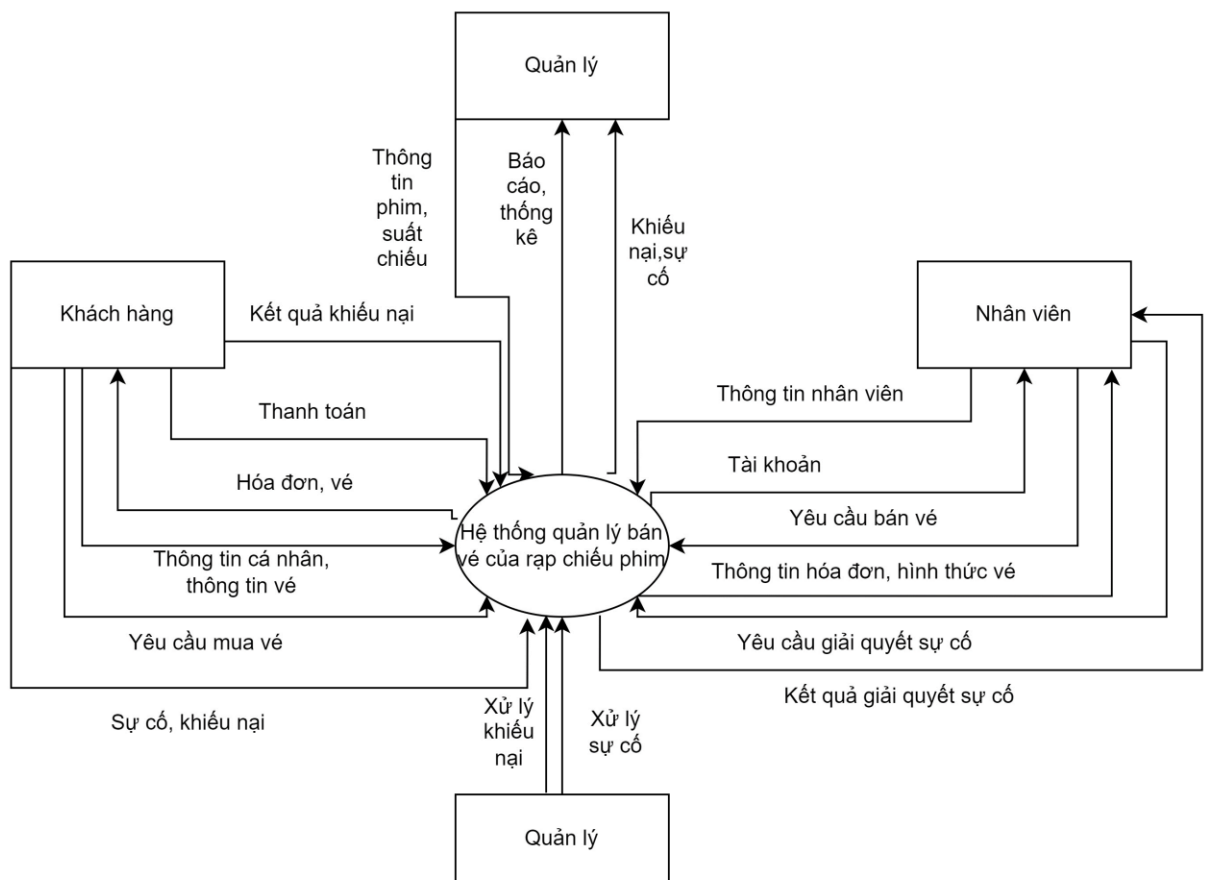 Quản lý
Thông
tin
phim,
suất
chiếu
Báo
cáo,
thống
kê
Khiếu
nại,sự
cố
Khách hàng
Kết quả khiếu nại
Nhân viên
Thanh toán
Thông tin nhân viên
Hóa đơn, vé
Tài khoản
Hệ thống quản lý bán
vé của rạp chiếu phim
Yêu cầu bán vé
Thông tin cá nhân,
thông tin vé
Thông tin hóa đơn, hình thức vé
Yêu cầu mua vé
Yêu cầu giải quyết sự cố
Sự cố, khiếu nại
Xử lý
khiếu
nại
Xử lý
sự cố
Kết quả giải quyết sự cố
Quản lý